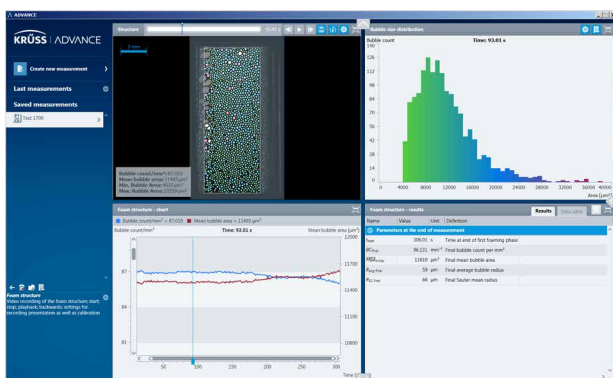 ADVANCE
KRÜSS | ADVANCE
Create new measurement
Last measurements
Saved measurements
Test 1700
Foam structure
Video recording of the foam structure; start;
stop; playback; backwards; settings for
recording presentation as well as calibration
Structure
93.01 s
2 mm
Mean bubble area: 11493 µm²
Bubble size distribution
Bubble count
Time: 93.01 s
140
126
112
98
84
70
56
42
28
14
0
0
4000
8000
12000
16000
20000
24000
28000
32000
36000
40000
Area [µm²]
Foam structure - chart
Bubble count/mm² = 87.010
Mean bubble area = 11493 µm²
Bubble count/mm²
Time: 93.01 s
Mean bubble area [µm²]
87
84
81
12000
11700
11400
11100
10800
50
100
150
200
250
300
Time
Foam structure - results
Results
Data table
Name Value Unit Definition
Parameters at the end of measurement
306.01 s Time at end of first foaming phase
86.131 mm⁻² Final bubble count per mm²
11610 µm² Final mean bubble area
59 µm Final average bubble radius
66 µm Final Sauter mean radius